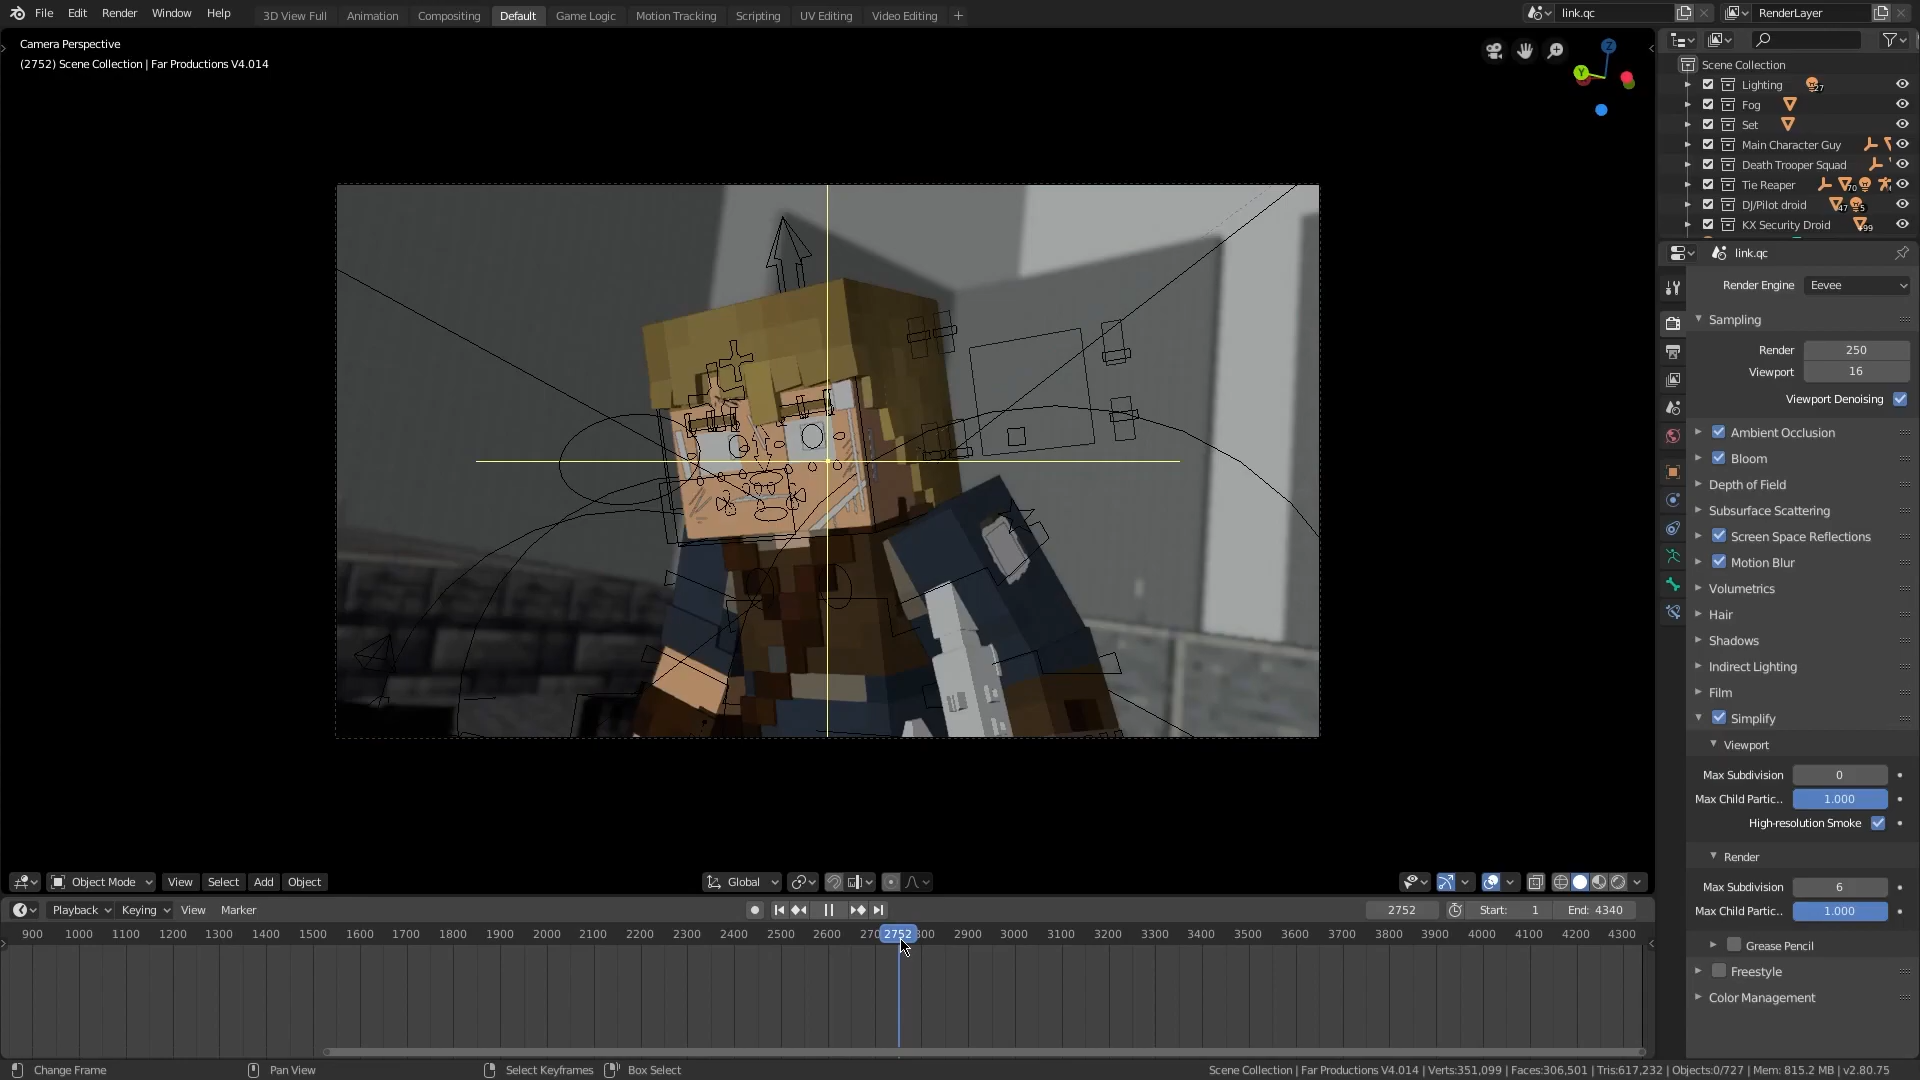 File Edit Render Window Help
3D View Full Animation Compositing Default Game Logic Motion Tracking Scripting UV Editing Video Editing +
link.qc
RenderLayer
Camera Perspective
(2752) Scene Collection | Far Productions V4.014
Z
Y
Scene Collection
Lighting 27
Fog
Set
Main Character Guy
Death Trooper Squad
Tie Reaper 70
DJ/Pilot droid 47 5
KX Security Droid 99
link.qc
Render Engine Eevee
Sampling
Render 250
Viewport 16
Viewport Denoising
Ambient Occlusion
Bloom
Depth of Field
Subsurface Scattering
Screen Space Reflections
Motion Blur
Volumetrics
Hair
Shadows
Indirect Lighting
Film
Simplify
Viewport
Max Subdivision 0
Max Child Partic.. 1.000
High-resolution Smoke
Render
Max Subdivision 6
Max Child Partic.. 1.000
Grease Pencil
Freestyle
Color Management
Object Mode View Select Add Object
Global
Playback Keying View Marker
2752 Start: 1 End: 4340
900 1000 1100 1200 1300 1400 1500 1600 1700 1800 1900 2000 2100 2200 2300 2400 2500 2600 270 2752 800 2900 3000 3100 3200 3300 3400 3500 3600 3700 3800 3900 4000 4100 4200 4300
Change Frame Pan View Select Keyframes Box Select
Scene Collection | Far Productions V4.014 | Verts:351,099 | Faces:306,501 | Tris:617,232 | Objects:0/727 | Mem: 815.2 MB | v2.80.75